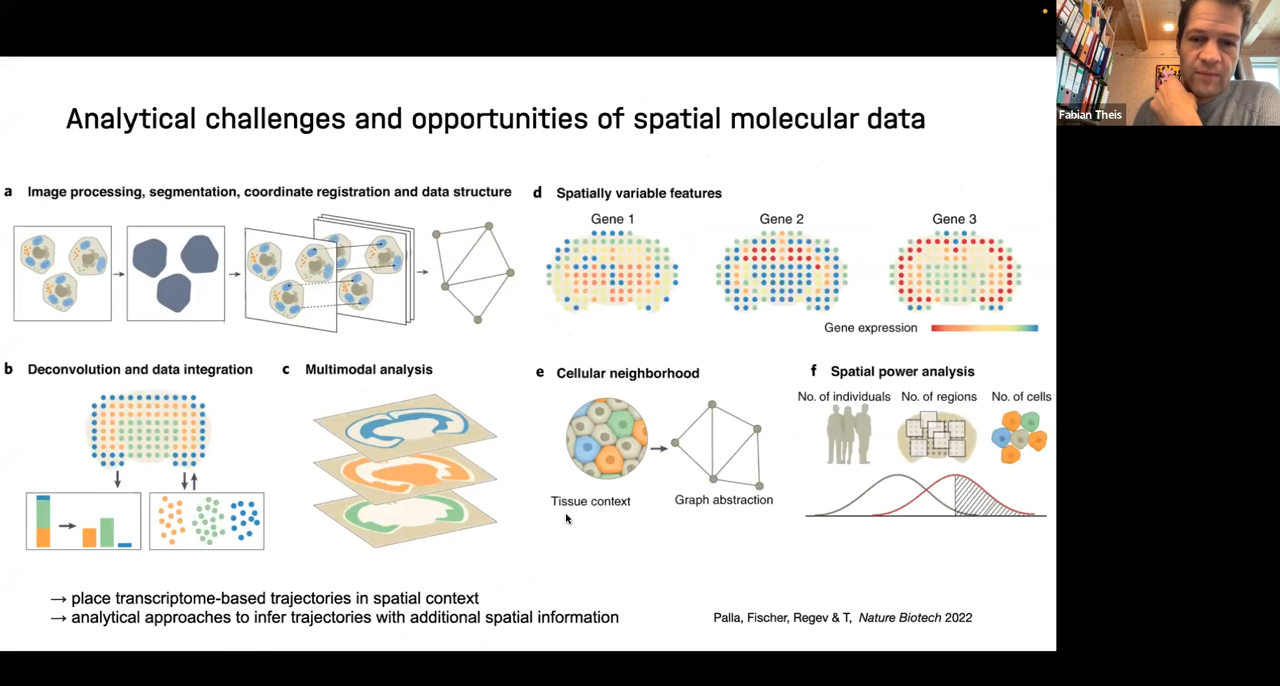 Analytical challenges and opportunities of spatial molecular data
Fabian Theis
a Image processing, segmentation, coordinate registration and data structure
d Spatially variable features
Gene 1 Gene 2 Gene 3
Gene expression
b Deconvolution and data integration
c Multimodal analysis
e Cellular neighborhood
Tissue context Graph abstraction
f Spatial power analysis
No. of individuals No. of regions No. of cells
→ place transcriptome-based trajectories in spatial context
→ analytical approaches to infer trajectories with additional spatial information
Palla, Fischer, Regev & T, Nature Biotech 2022